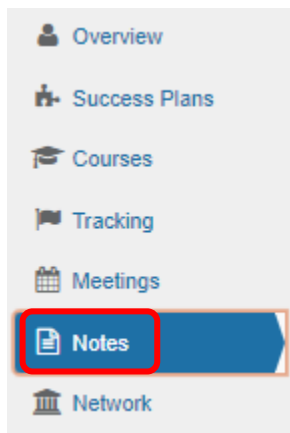 Overview
Success Plans
Courses
Tracking
Meetings
Notes
Network